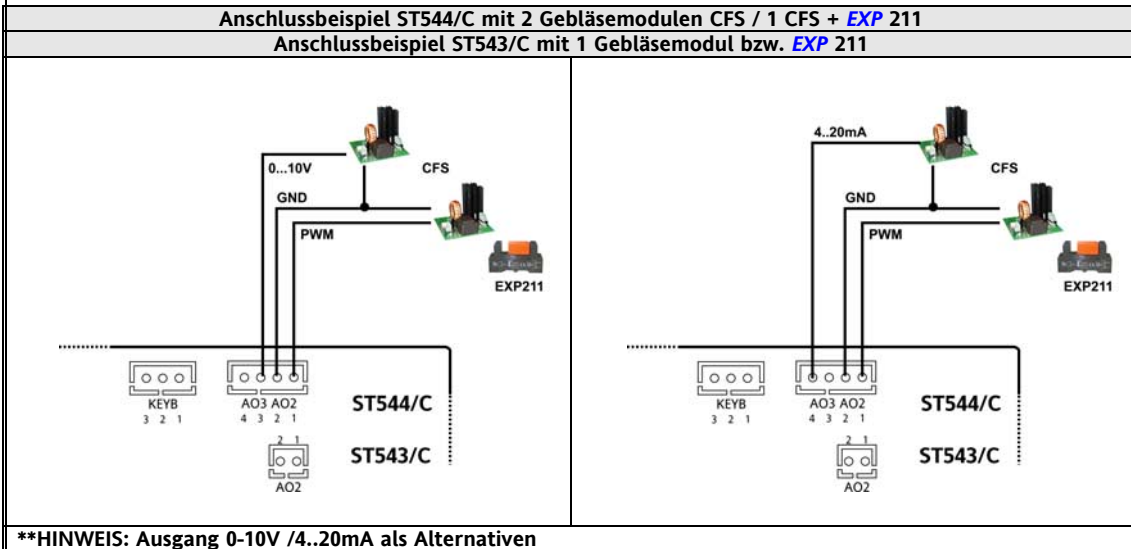 Anschlussbeispiel ST544/C mit 2 Gebläsemodulen CFS / 1 CFS + EXP 211
Anschlussbeispiel ST543/C mit 1 Gebläsemodul bzw. EXP 211
0...10V
CFS
GND
PWM
EXP211
KEYB
3 2 1
AO3 AO2
4 3 2 1
ST544/C
2 1
AO2
ST543/C
4..20mA
CFS
GND
PWM
EXP211
KEYB
3 2 1
AO3 AO2
4 3 2 1
ST544/C
2 1
AO2
ST543/C
**HINWEIS: Ausgang 0-10V /4..20mA als Alternativen